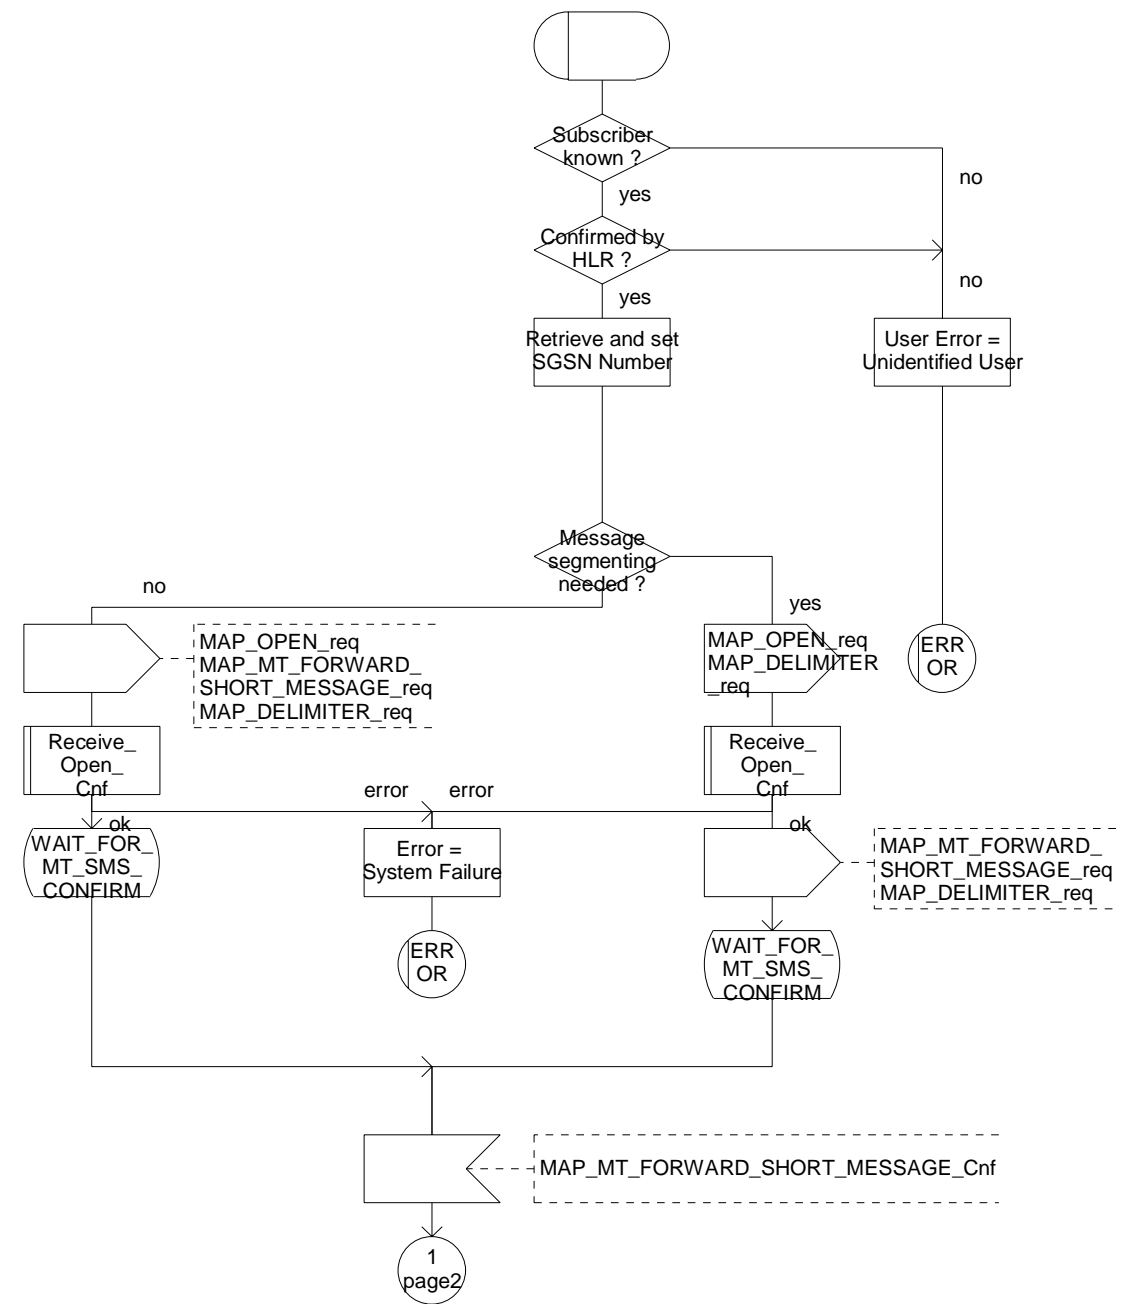 Subscriber
known ?
no
yes
Confirmed by
HLR ?
no
yes
Retrieve and set
SGSN Number
User Error =
Unidentified User
Message
segmenting
needed ?
no
yes
MAP_OPEN_req
MAP_MT_FORWARD_
SHORT_MESSAGE_req
MAP_DELIMITER_req
MAP_OPEN_req
MAP_DELIMITER
_req
ERR
OR
Receive_
Open_
Cnf
Receive_
Open_
Cnf
error
error
ok
ok
WAIT_FOR_
MT_SMS_
CONFIRM
Error =
System Failure
MAP_MT_FORWARD_
SHORT_MESSAGE_req
MAP_DELIMITER_req
ERR
OR
WAIT_FOR_
MT_SMS_
CONFIRM
MAP_MT_FORWARD_SHORT_MESSAGE_Cnf
1
page2